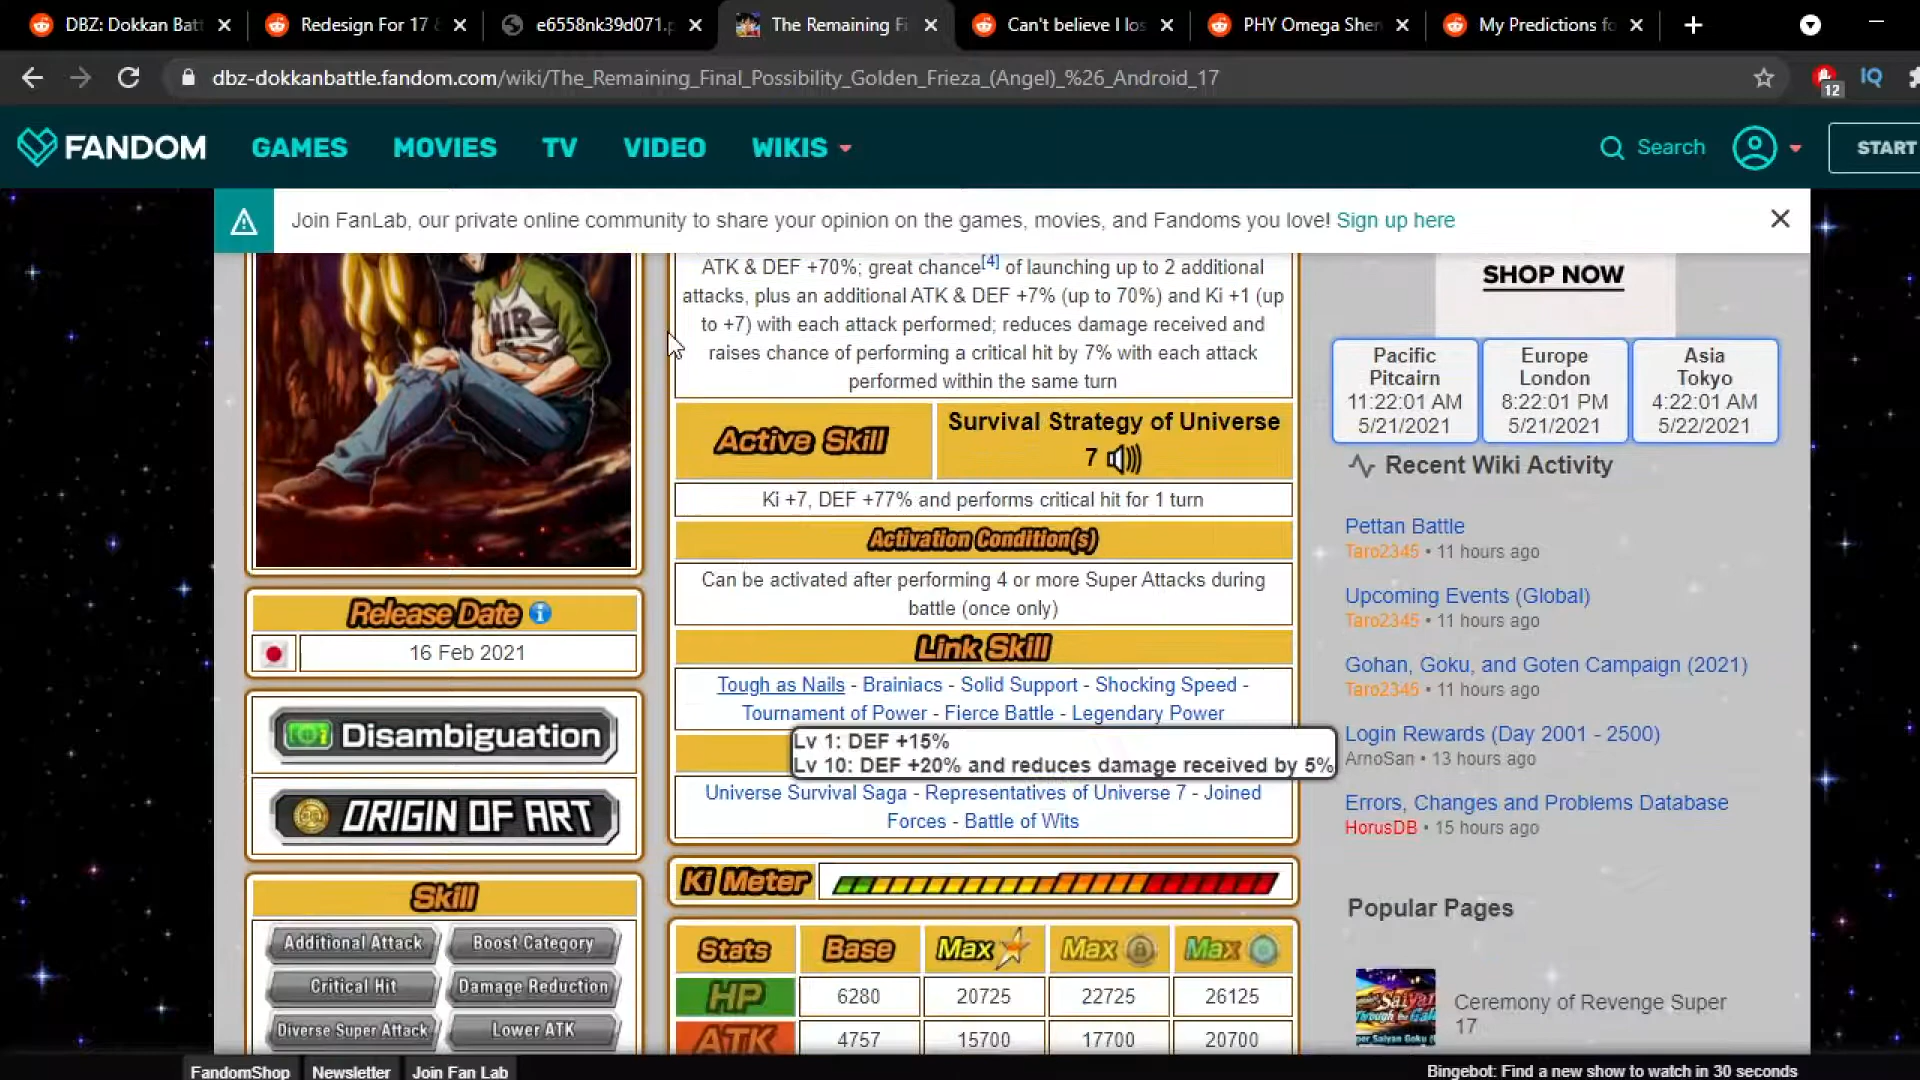 DBZ: Dokkan Batt
Redesign For 17 &
e6558nk39d071.p
The Remaining Fi
Can't believe I los
PHY Omega Shen
My Predictions fo
dbz-dokkanbattle.fandom.com/wiki/The_Remaining_Final_Possibility_Golden_Frieza_(Angel)_%26_Android_17
12
IQ
FANDOM
GAMES
MOVIES
TV
VIDEO
WIKIS
Search
START
Join FanLab, our private online community to share your opinion on the games, movies, and Fandoms you love! Sign up here
MIR
Release Date
16 Feb 2021
Disambiguation
ORIGIN OF ART
Skill
Additional Attack
Boost Category
Critical Hit
Damage Reduction
Diverse Super Attack
Lower ATK
ATK & DEF +70%; great chance[4] of launching up to 2 additional
attacks, plus an additional ATK & DEF +7% (up to 70%) and Ki +1 (up
to +7) with each attack performed; reduces damage received and
raises chance of performing a critical hit by 7% with each attack
performed within the same turn
Active Skill
Survival Strategy of Universe
7
Ki +7, DEF +77% and performs critical hit for 1 turn
Activation Condition(s)
Can be activated after performing 4 or more Super Attacks during
battle (once only)
Link Skill
Tough as Nails - Brainiacs - Solid Support - Shocking Speed -
Tournament of Power - Fierce Battle - Legendary Power
Lv 1: DEF +15%
Lv 10: DEF +20% and reduces damage received by 5%
Universe Survival Saga - Representatives of Universe 7 - Joined
Forces - Battle of Wits
Ki Meter
Stats
Base
Max
Max
Max
HP
6280
20725
22725
26125
ATK
4757
15700
17700
20700
SHOP NOW
Pacific
Pitcairn
11:22:01 AM
5/21/2021
Europe
London
8:22:01 PM
5/21/2021
Asia
Tokyo
4:22:01 AM
5/22/2021
Recent Wiki Activity
Pettan Battle
Taro2345 • 11 hours ago
Upcoming Events (Global)
Taro2345 • 11 hours ago
Gohan, Goku, and Goten Campaign (2021)
Taro2345 • 11 hours ago
Login Rewards (Day 2001 - 2500)
ArnoSan • 13 hours ago
Errors, Changes and Problems Database
HorusDB • 15 hours ago
Popular Pages
Ceremony of Revenge Super
17
FandomShop
Newsletter
Join Fan Lab
Bingebot: Find a new show to watch in 30 seconds